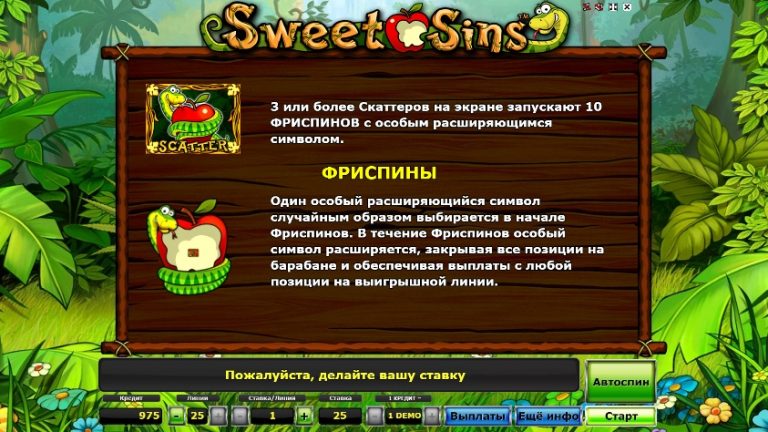 Sweet Sins™
SCATTER
3 или более Скаттеров на экране запускают 10
ФРИСПИНОВ с особым расширяющимся
символом.
ФРИСПИНЫ
Один особый расширяющийся символ
случайным образом выбирается в начале
Фриспинов. В течение Фриспинов особый
символ расширяется, закрывая все позиции на
барабане и обеспечивая выплаты с любой
позиции на выигрышной линии.
Пожалуйста, делайте вашу ставку
Автоспин
Кредит Линии Ставка/Линия Ставка 1 КРЕДИТ =
975 - 25 1 + 25 1 DEMO Выплаты Ещё инфо Старт